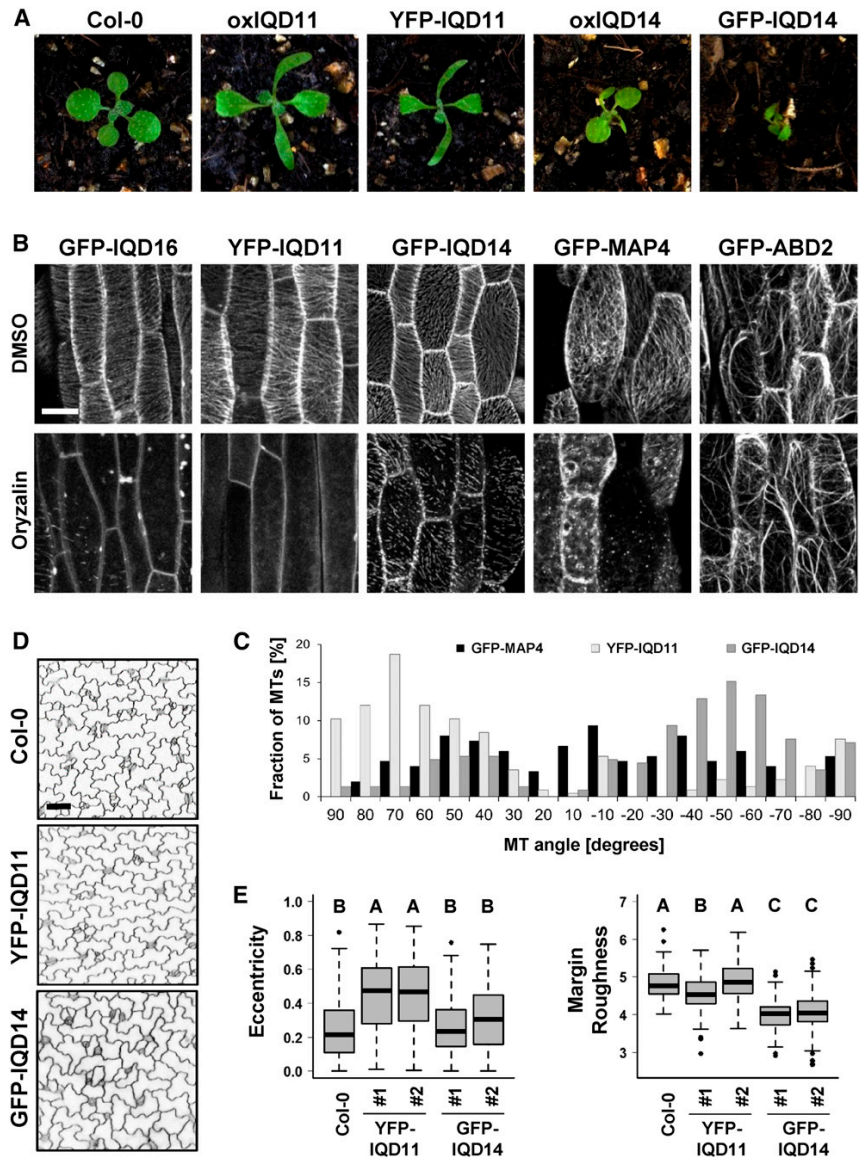 A
Col-0 oxIQD11 YFP-IQD11 oxIQD14 GFP-IQD14
B
GFP-IQD16 YFP-IQD11 GFP-IQD14 GFP-MAP4 GFP-ABD2
DMSO
Oryzalin
D
Col-0
YFP-IQD11
GFP-IQD14
C
GFP-MAP4 YFP-IQD11 GFP-IQD14
Fraction of MTs [%]
20
15
10
5
0
90 80 70 60 50 40 30 20 10 -10 -20 -30 -40 -50 -60 -70 -80 -90
MT angle [degrees]
E
B A A B B
Eccentricity
1.0
0.8
0.6
0.4
0.2
0.0
Col-0 #1 #2 #1 #2
YFP- GFP-
IQD11 IQD14
A B A C C
Margin
Roughness
7
6
5
4
3
Col-0 #1 #2 #1 #2
YFP- GFP-
IQD11 IQD14